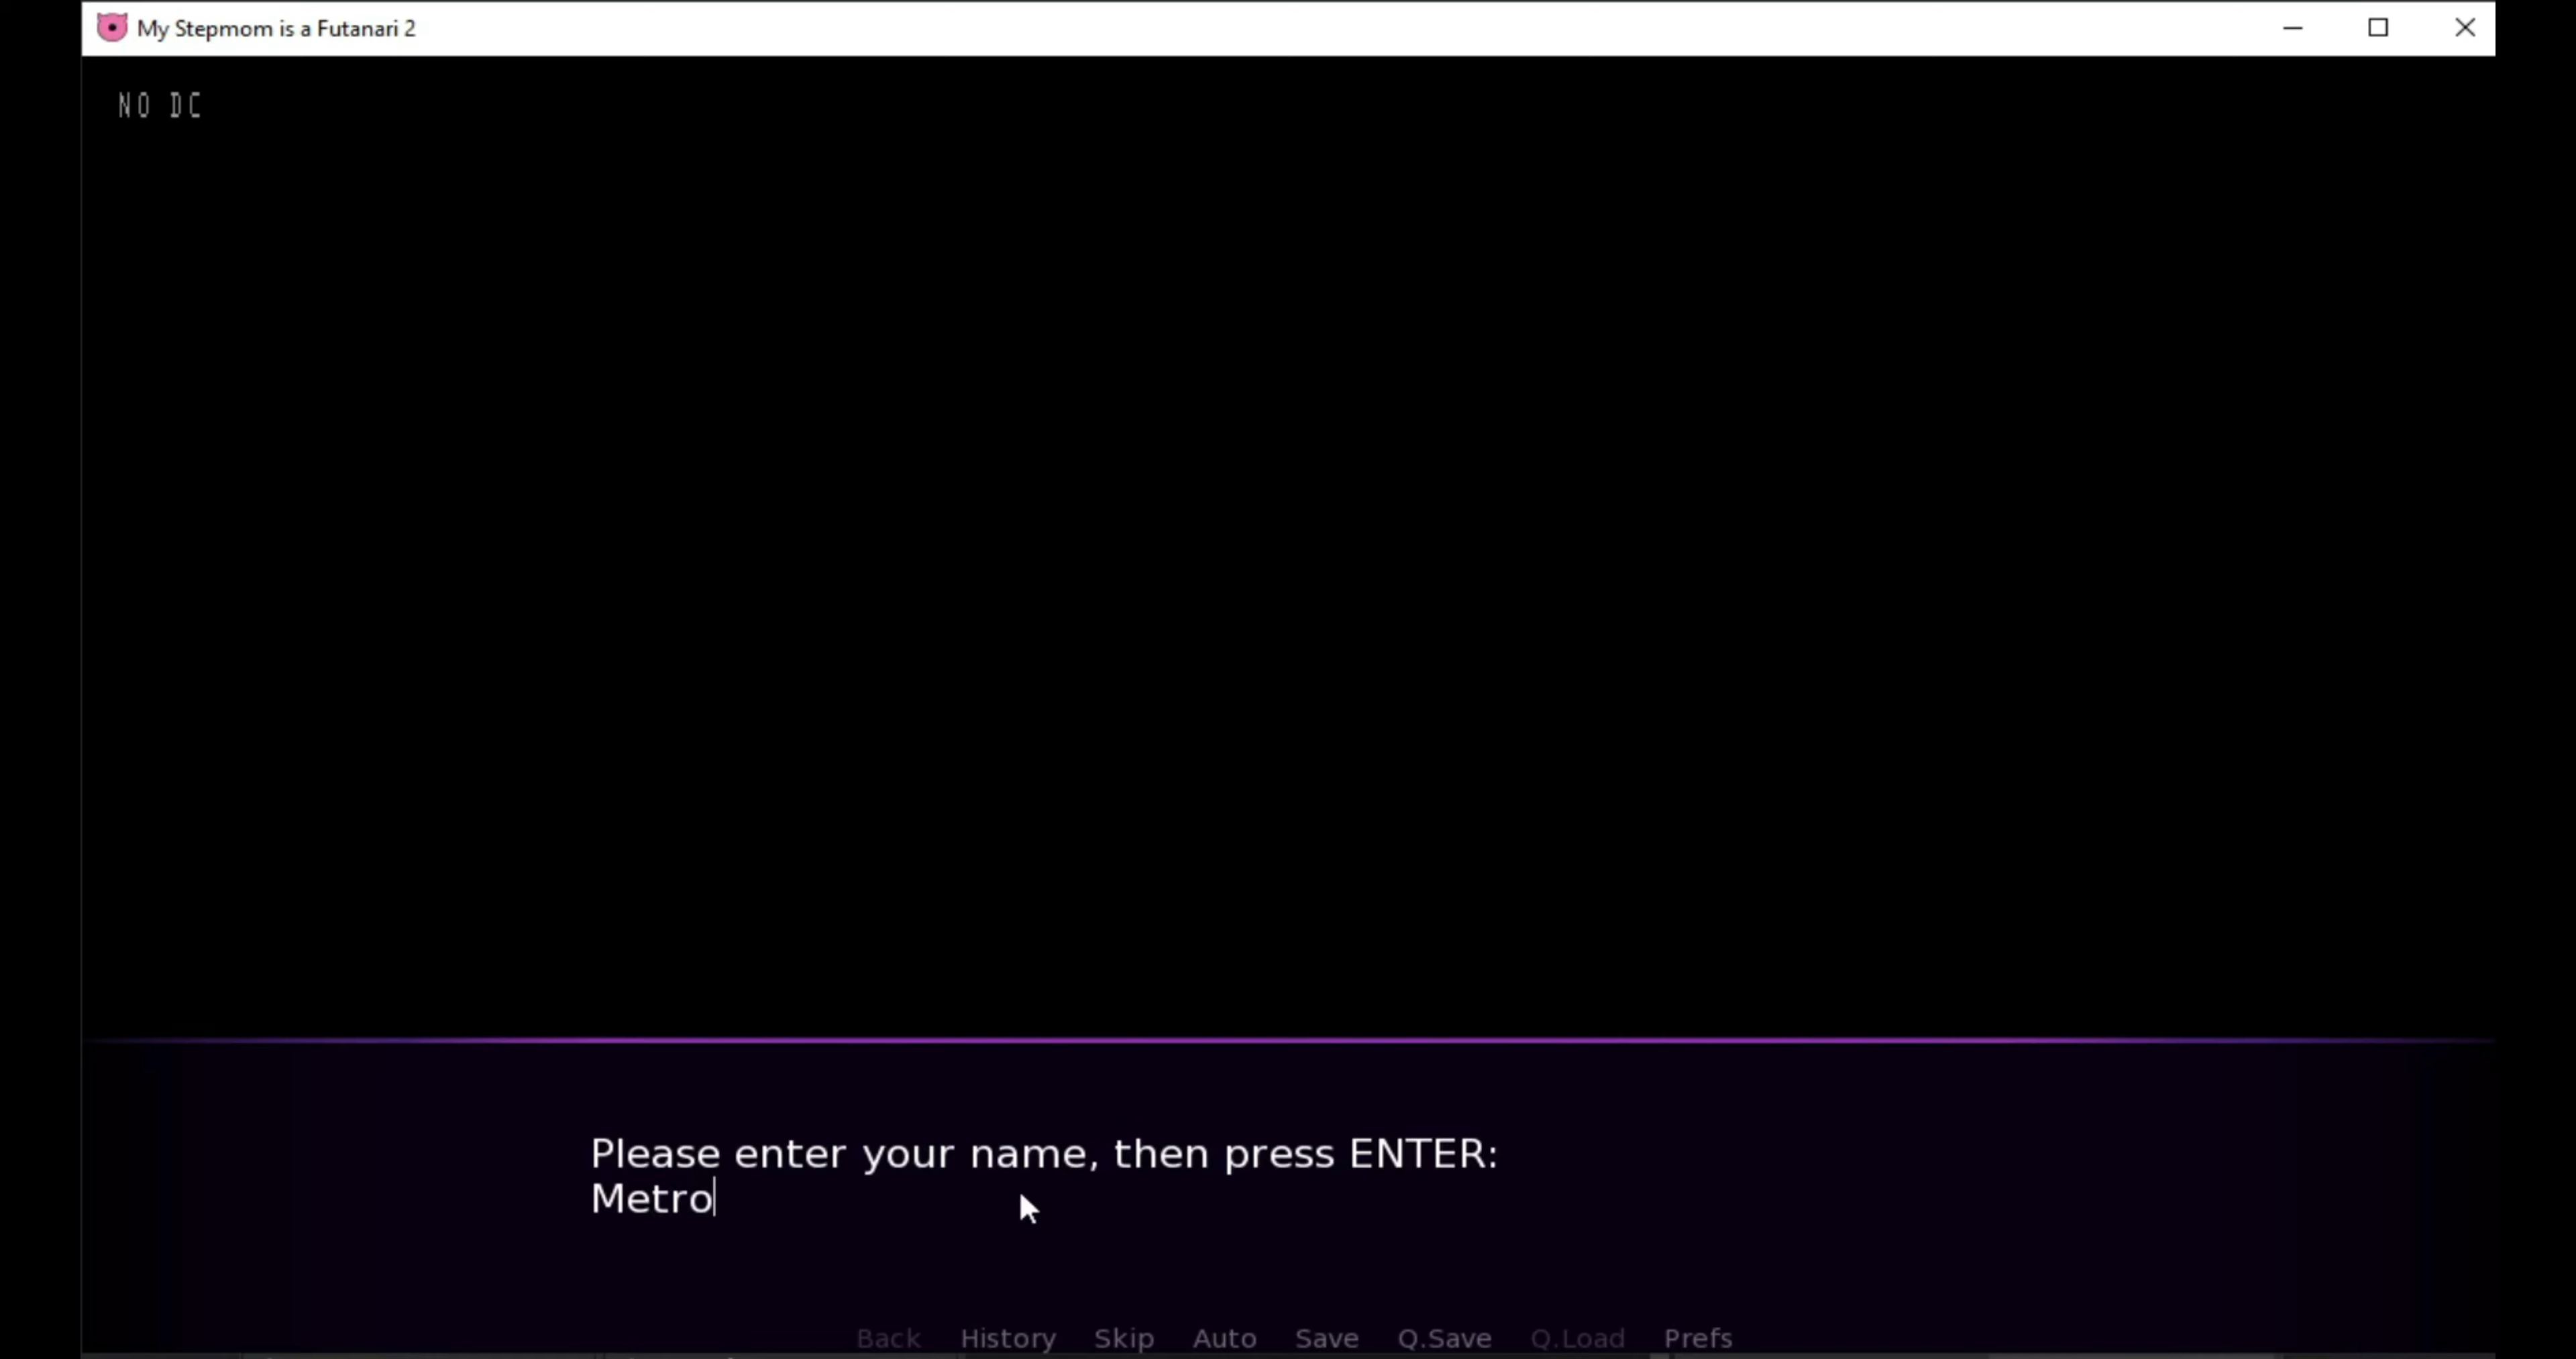 My Stepmom is a Futanari 2
NO DC
Please enter your name, then press ENTER:
Metro
Back History Skip Auto Save Q.Save Q.Load Prefs